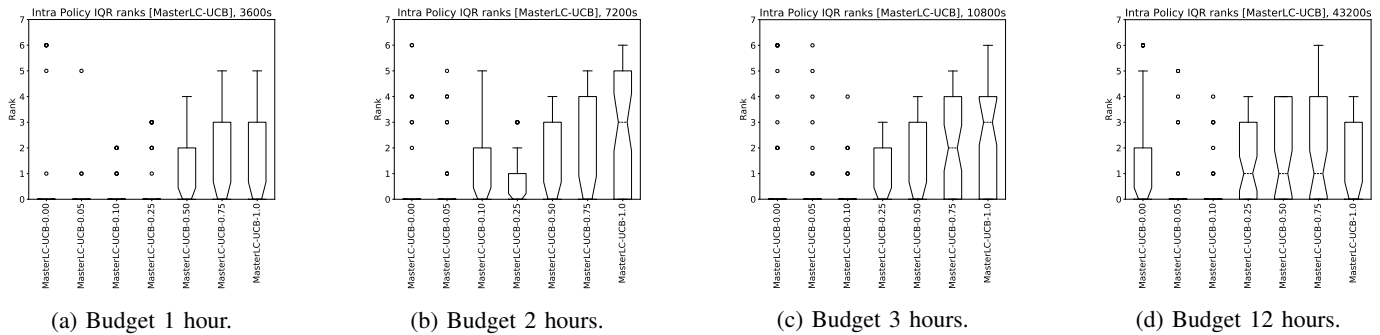 Intra Policy IQR ranks [MasterLC-UCB], 3600s
Rank
7
6
5
4
3
2
1
0
MasterLC-UCB-0.00
MasterLC-UCB-0.05
MasterLC-UCB-0.10
MasterLC-UCB-0.25
MasterLC-UCB-0.50
MasterLC-UCB-0.75
MasterLC-UCB-1.0
(a) Budget 1 hour.
Intra Policy IQR ranks [MasterLC-UCB], 7200s
Rank
7
6
5
4
3
2
1
0
MasterLC-UCB-0.00
MasterLC-UCB-0.05
MasterLC-UCB-0.10
MasterLC-UCB-0.25
MasterLC-UCB-0.50
MasterLC-UCB-0.75
MasterLC-UCB-1.0
(b) Budget 2 hours.
Intra Policy IQR ranks [MasterLC-UCB], 10800s
Rank
7
6
5
4
3
2
1
0
MasterLC-UCB-0.00
MasterLC-UCB-0.05
MasterLC-UCB-0.10
MasterLC-UCB-0.25
MasterLC-UCB-0.50
MasterLC-UCB-0.75
MasterLC-UCB-1.0
(c) Budget 3 hours.
Intra Policy IQR ranks [MasterLC-UCB], 43200s
Rank
7
6
5
4
3
2
1
0
MasterLC-UCB-0.00
MasterLC-UCB-0.05
MasterLC-UCB-0.10
MasterLC-UCB-0.25
MasterLC-UCB-0.50
MasterLC-UCB-0.75
MasterLC-UCB-1.0
(d) Budget 12 hours.